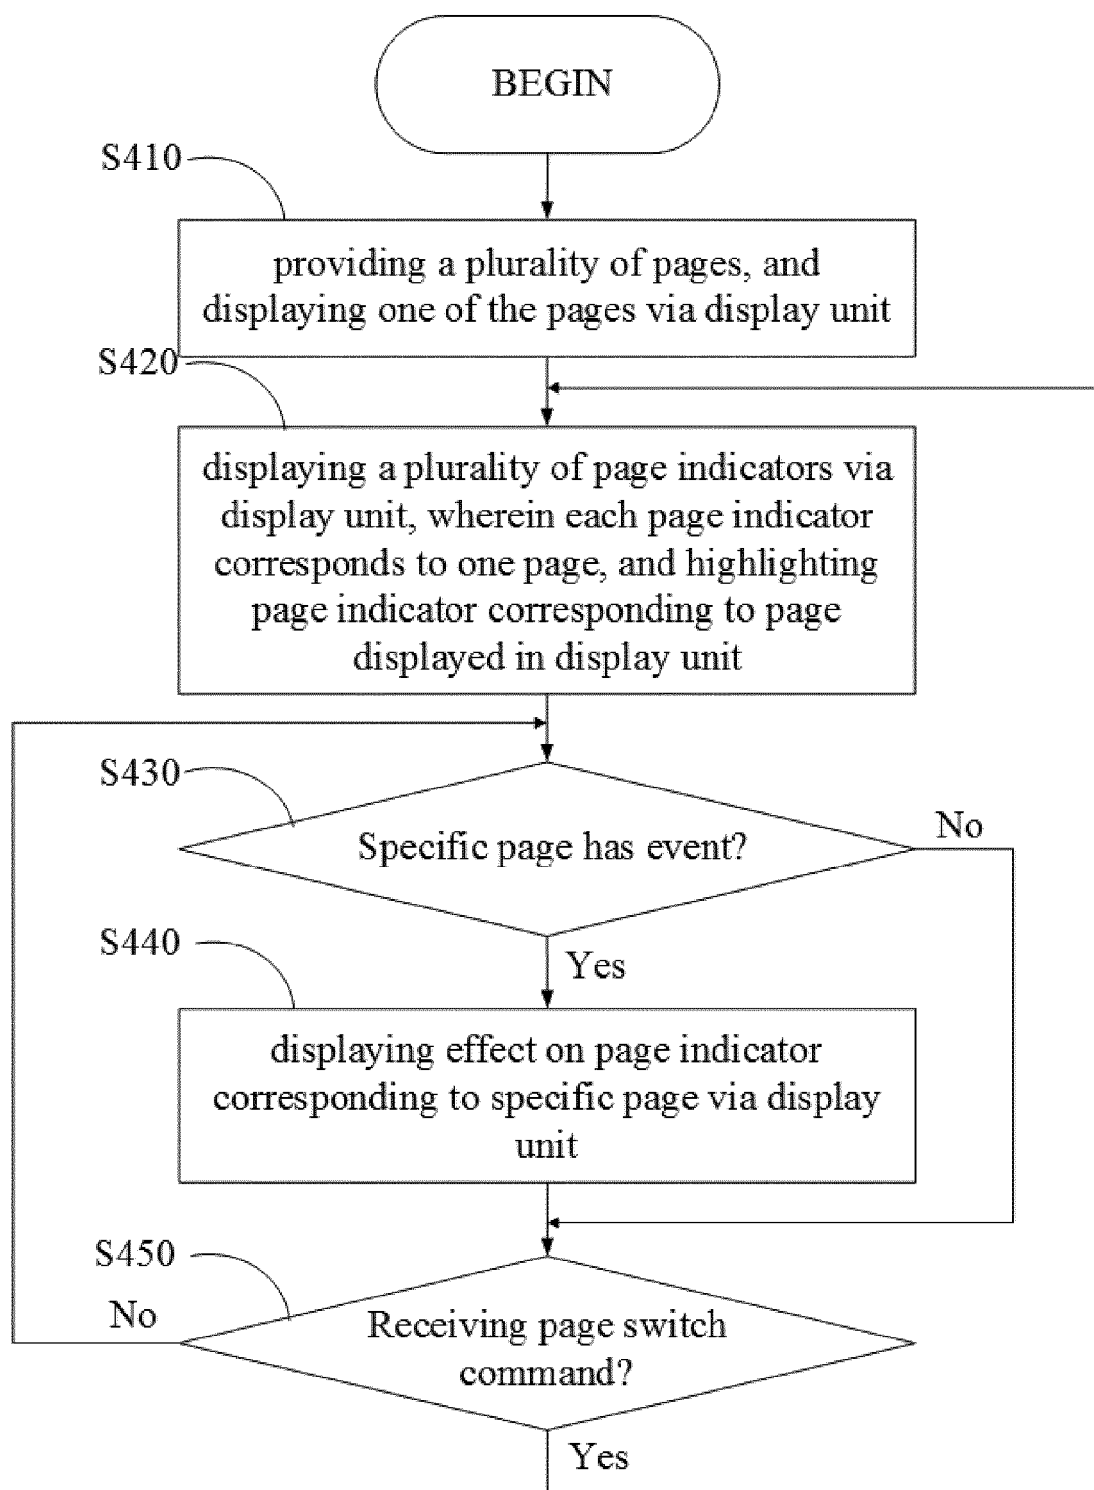 BEGIN
S410
providing a plurality of pages, and
displaying one of the pages via display unit
S420
displaying a plurality of page indicators via
display unit, wherein each page indicator
corresponds to one page, and highlighting
page indicator corresponding to page
displayed in display unit
S430
Specific page has event?
No
S440
Yes
displaying effect on page indicator
corresponding to specific page via display
unit
S450
No
Receiving page switch
command?
Yes